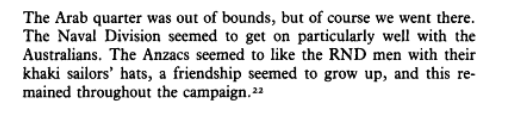 The Arab quarter was out of bounds, but of course we went there.
The Naval Division seemed to get on particularly well with the
Australians. The Anzacs seemed to like the RND men with their
khaki sailors' hats, a friendship seemed to grow up, and this re-
mained throughout the campaign.²²